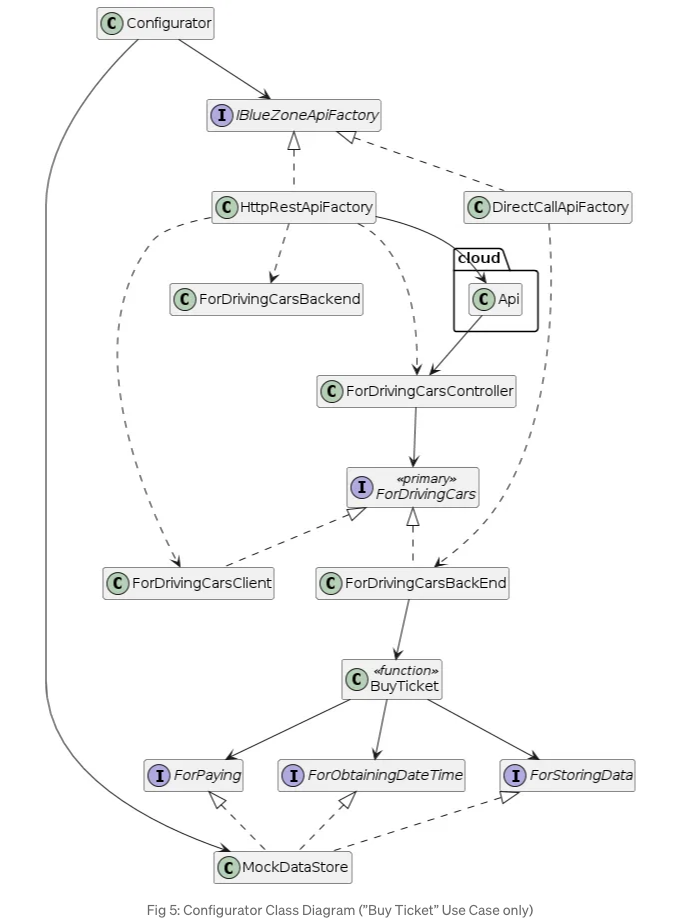 C Configurator
I IBlueZoneApiFactory
C HttpRestApiFactory
C DirectCallApiFactory
cloud
C ForDrivingCarsBackend
C Api
C ForDrivingCarsController
«primary»
I ForDrivingCars
C ForDrivingCarsClient
C ForDrivingCarsBackEnd
«function»
C BuyTicket
I ForPaying
I ForObtainingDateTime
I ForStoringData
C MockDataStore
Fig 5: Configurator Class Diagram ("Buy Ticket" Use Case only)